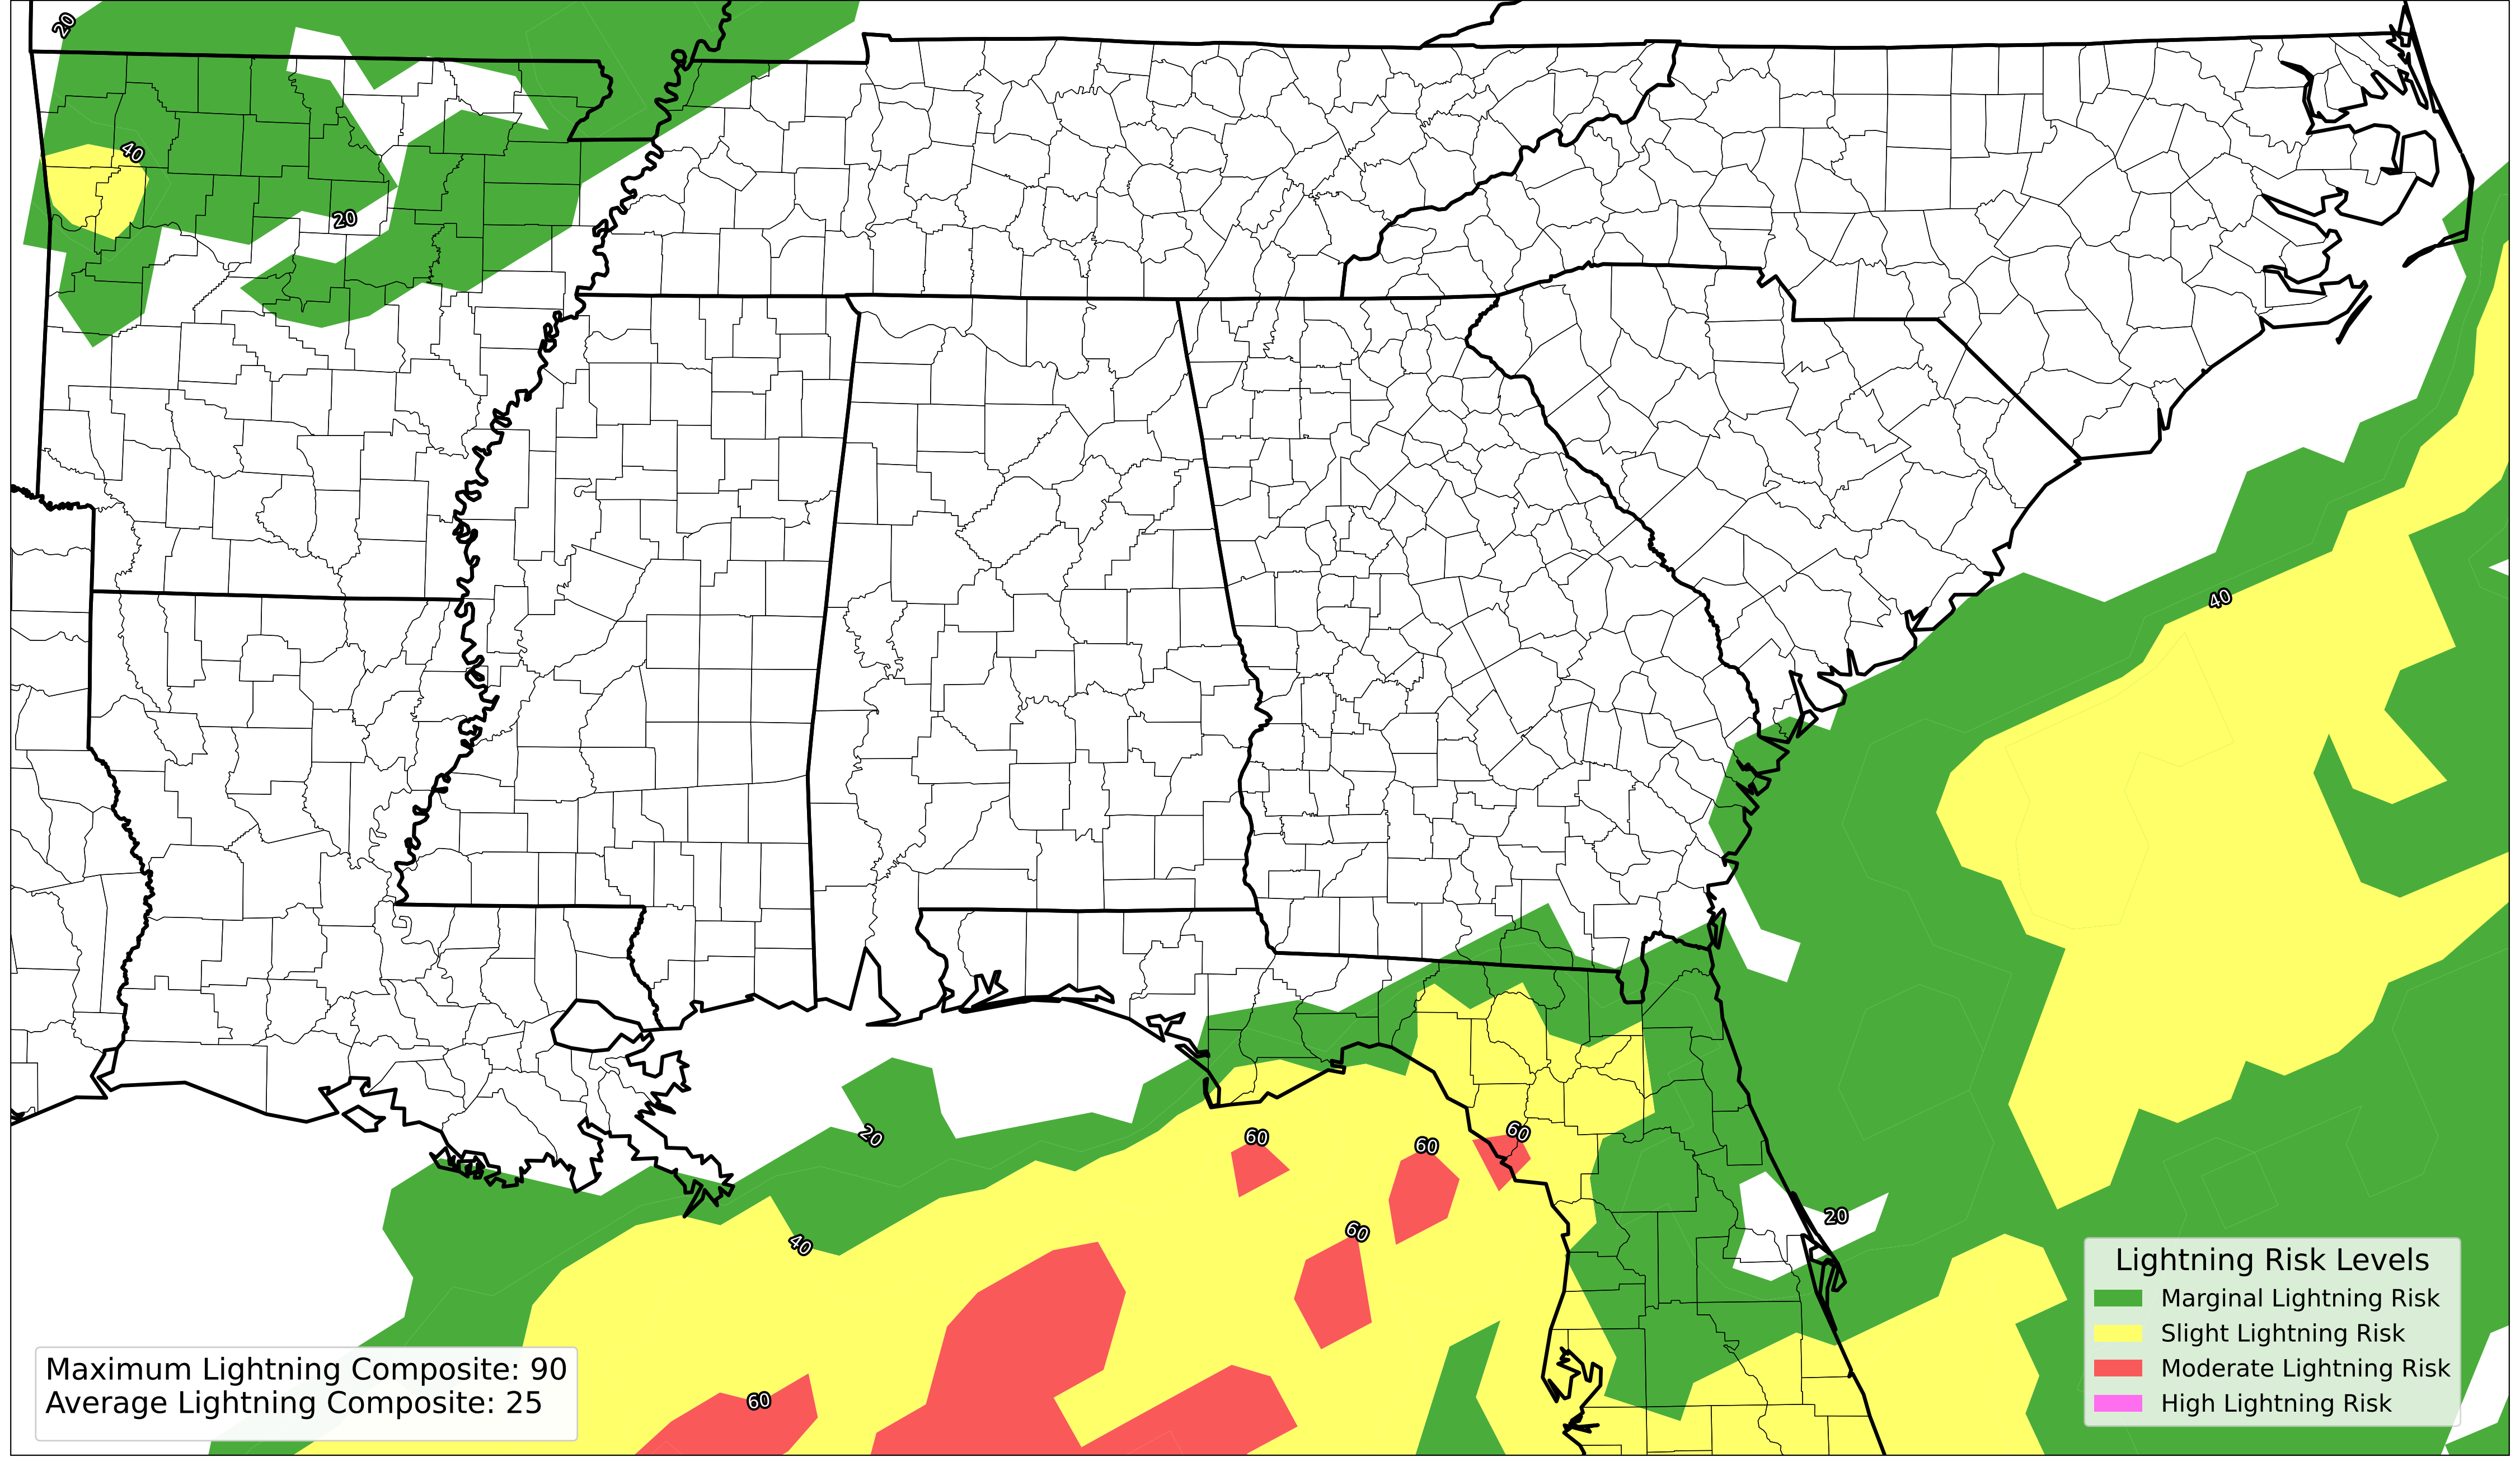 20
40
20
40
60
60
60
20
60
20
40
60
Lightning Risk Levels
Marginal Lightning Risk
Slight Lightning Risk
Moderate Lightning Risk
High Lightning Risk
Maximum Lightning Composite: 90
Average Lightning Composite: 25